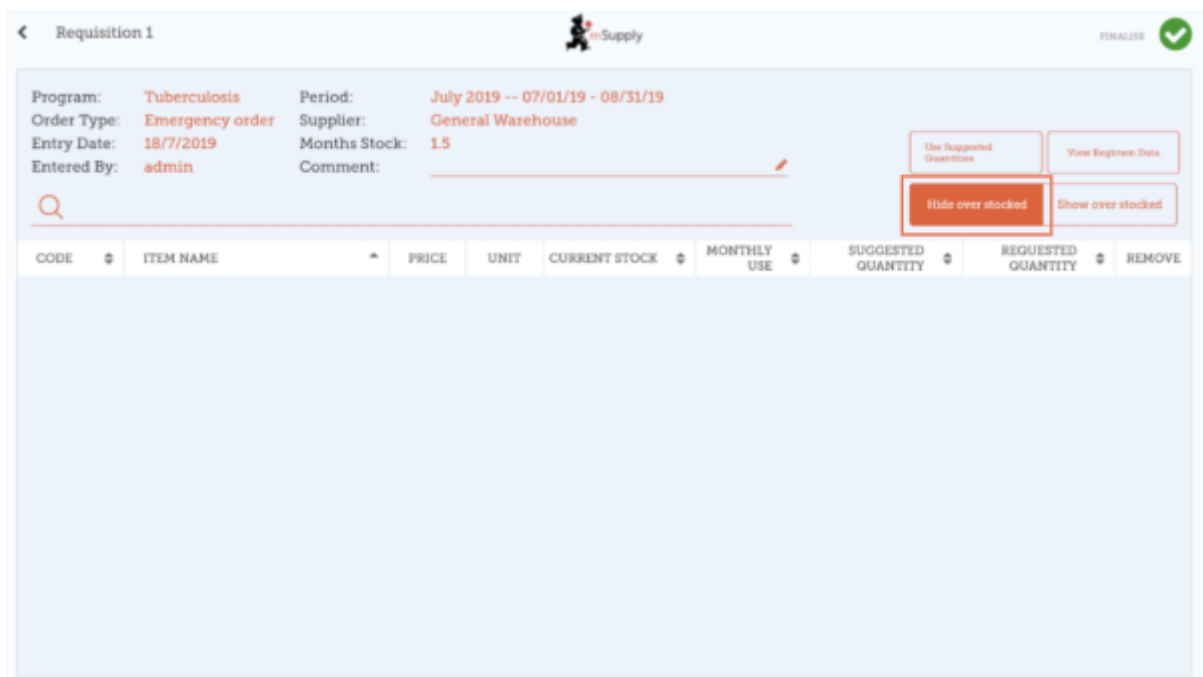 Requisition 1
mSupply
FINALISE
Program: Tuberculosis Period: July 2019 -- 07/01/19 - 08/31/19
Order Type: Emergency order Supplier: General Warehouse
Entry Date: 18/7/2019 Months Stock: 1.5
Entered By: admin Comment:
Use Suggested
Quantities
View Regimen Data
Hide over stocked
Show over stocked
CODE ITEM NAME PRICE UNIT CURRENT STOCK MONTHLY USE SUGGESTED QUANTITY REQUESTED QUANTITY REMOVE